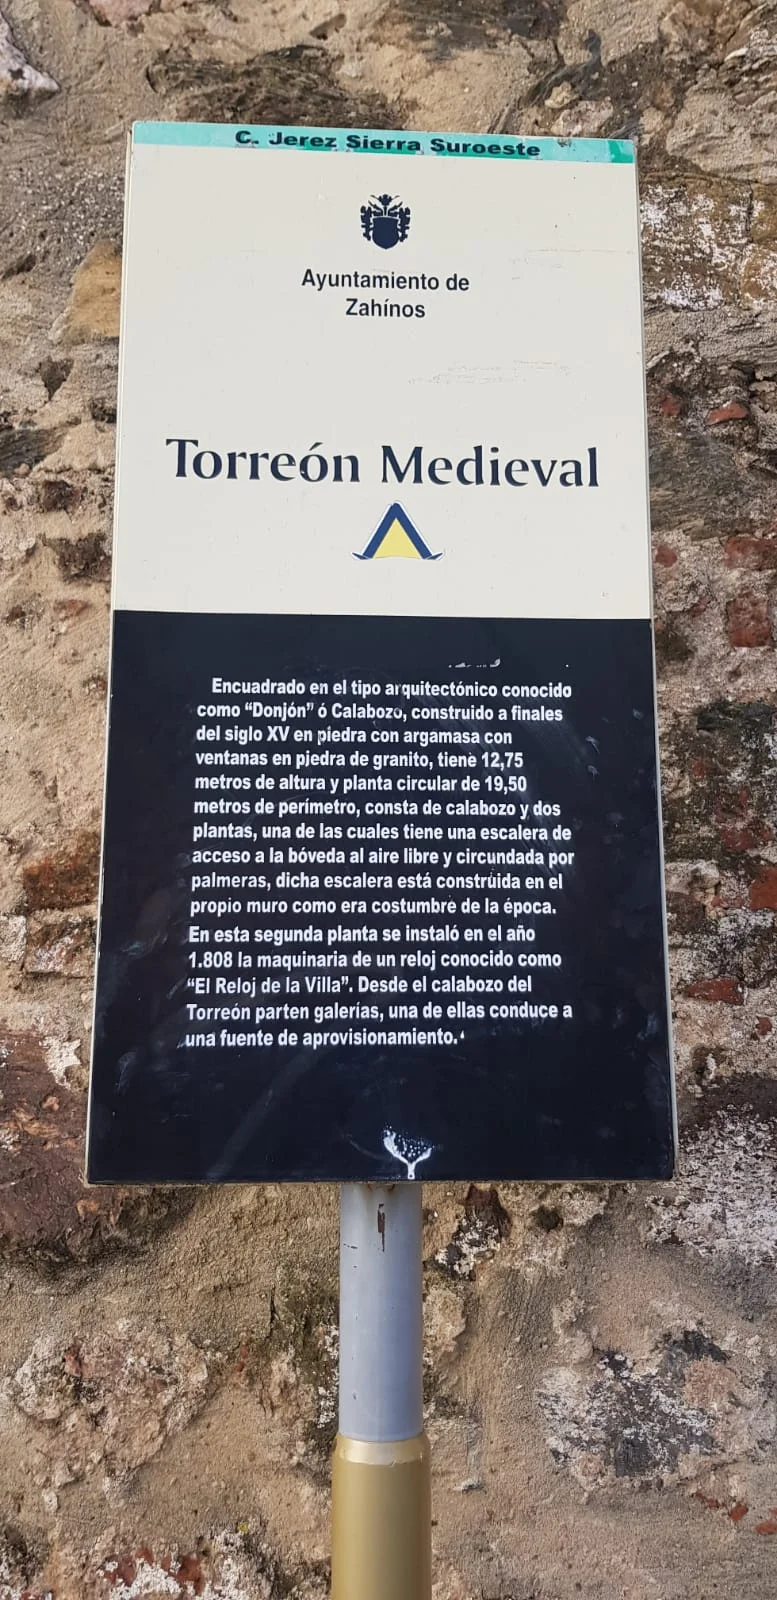 C. Jerez Sierra Suroeste
Ayuntamiento de
Zahínos
Torreón Medieval
Encuadrado en el tipo arquitectónico conocido
como “Donjón” ó Calabozo, construido a finales
del siglo XV en piedra con argamasa con
ventanas en piedra de granito, tiene 12,75
metros de altura y planta circular de 19,50
metros de perímetro, consta de calabozo y dos
plantas, una de las cuales tiene una escalera de
acceso a la bóveda al aire libre y circundada por
palmeras, dicha escalera está construida en el
propio muro como era costumbre de la época.
En esta segunda planta se instaló en el año
1.808 la maquinaria de un reloj conocido como
“El Reloj de la Villa”. Desde el calabozo del
Torreón parten galerías, una de ellas conduce a
una fuente de aprovisionamiento.